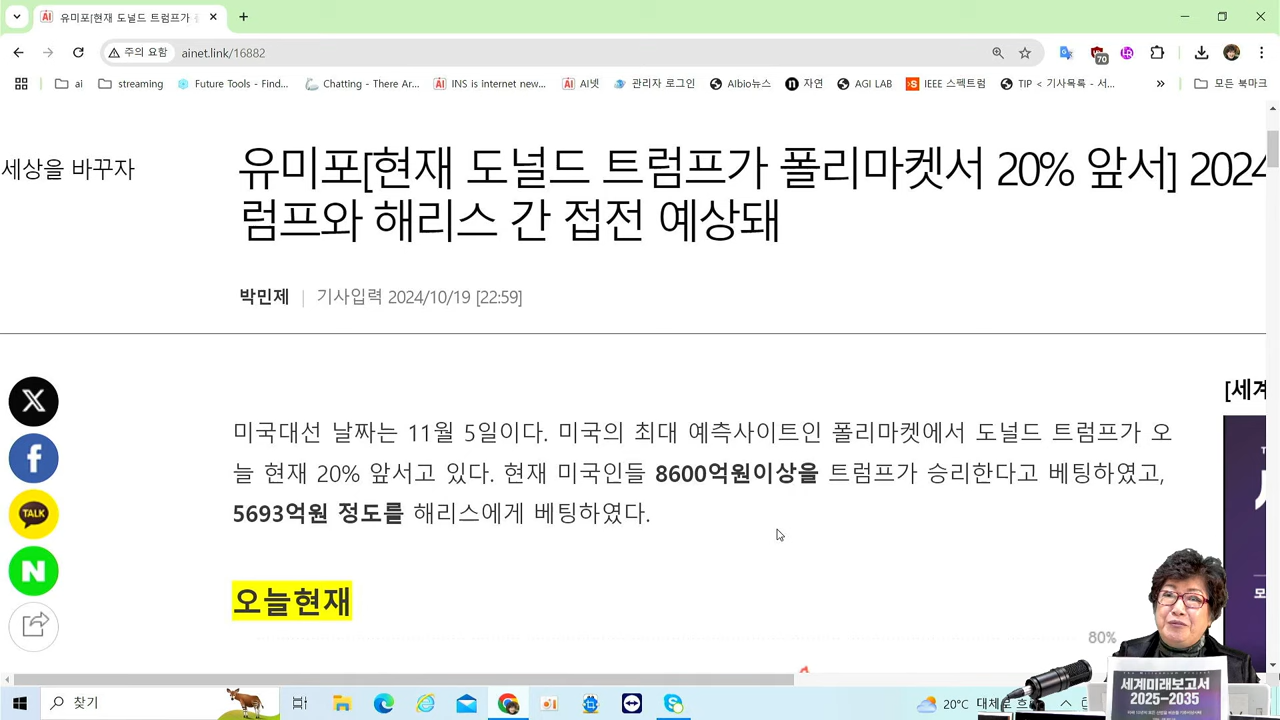 유미포[현재 도널드 트럼프가
주의 요함
ainet.link/16882
70
ai
streaming
Future Tools - Find...
Chatting - There Ar...
INS is internet new...
AI넷
관리자 로그인
AIbio뉴스
자연
AGI LAB
IEEE 스펙트럼
TIP < 기사목록 - 서...
모든 북마크
세상을 바꾸자
유미포[현재 도널드 트럼프가 폴리마켓서 20% 앞서] 2024
럼프와 해리스 간 접전 예상돼
박민제 | 기사입력 2024/10/19 [22:59]
[세계
미국대선 날짜는 11월 5일이다. 미국의 최대 예측사이트인 폴리마켓에서 도널드 트럼프가 오
늘 현재 20% 앞서고 있다. 현재 미국인들 8600억원이상을 트럼프가 승리한다고 베팅하였고,
5693억원 정도를 해리스에게 베팅하였다.
TALK
N
오늘현재
80%
세계미래보고서
2025-2035
찾기
20°C 대체로 흐림